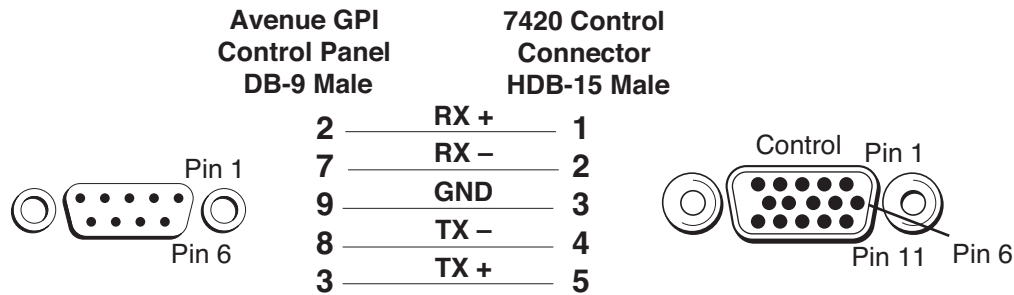 Avenue GPI
Control Panel
DB-9 Male
7420 Control
Connector
HDB-15 Male
2 RX + 1
7 RX – 2
9 GND 3
8 TX – 4
3 TX + 5
Pin 1
Pin 6
Control
Pin 1
Pin 11
Pin 6